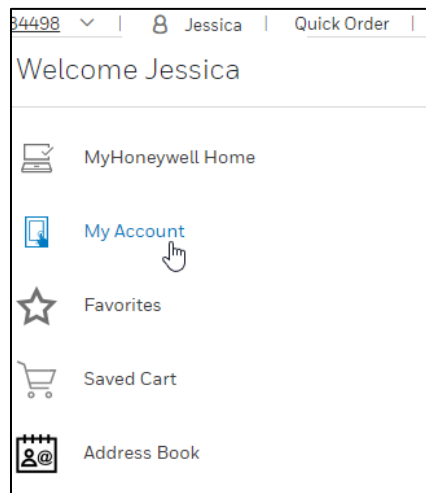 34498 | Jessica | Quick Order |
Welcome Jessica
MyHoneywell Home
My Account
Favorites
Saved Cart
Address Book